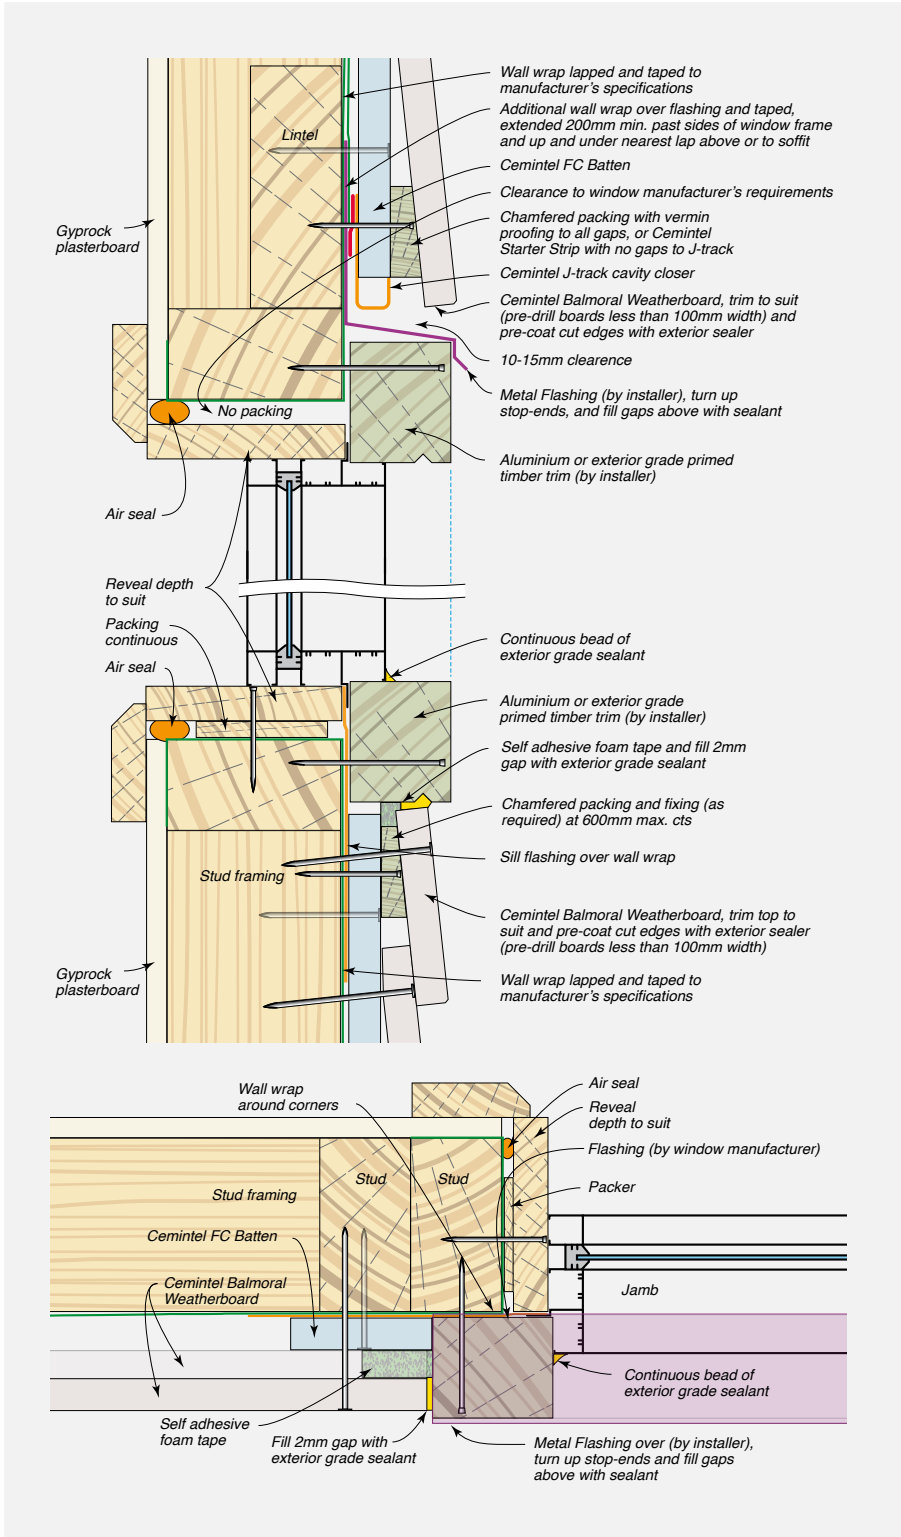 Wall wrap lapped and taped to
manufacturer's specifications
Additional wall wrap over flashing and taped,
extended 200mm min. past sides of window frame
and up and under nearest lap above or to soffit
Lintel
Cemintel FC Batten
Clearance to window manufacturer's requirements
Chamfered packing with vermin
proofing to all gaps, or Cemintel
Starter Strip with no gaps to J-track
Gyprock
plasterboard
Cemintel J-track cavity closer
Cemintel Balmoral Weatherboard, trim to suit
(pre-drill boards less than 100mm width) and
pre-coat cut edges with exterior sealer
10-15mm clearence
Metal Flashing (by installer), turn up
stop-ends, and fill gaps above with sealant
No packing
Aluminium or exterior grade primed
timber trim (by installer)
Air seal
Reveal depth
to suit
Packing
continuous
Air seal
Continuous bead of
exterior grade sealant
Aluminium or exterior grade
primed timber trim (by installer)
Self adhesive foam tape and fill 2mm
gap with exterior grade sealant
Chamfered packing and fixing (as
required) at 600mm max. cts
Sill flashing over wall wrap
Stud framing
Cemintel Balmoral Weatherboard, trim top to
suit and pre-coat cut edges with exterior sealer
(pre-drill boards less than 100mm width)
Gyprock
plasterboard
Wall wrap lapped and taped to
manufacturer's specifications
Wall wrap
around corners
Air seal
Reveal
depth to suit
Flashing (by window manufacturer)
Stud
Stud
Packer
Stud framing
Cemintel FC Batten
Cemintel Balmoral
Weatherboard
Jamb
Continuous bead of
exterior grade sealant
Self adhesive
foam tape
Fill 2mm gap with
exterior grade sealant
Metal Flashing over (by installer),
turn up stop-ends and fill gaps
above with sealant